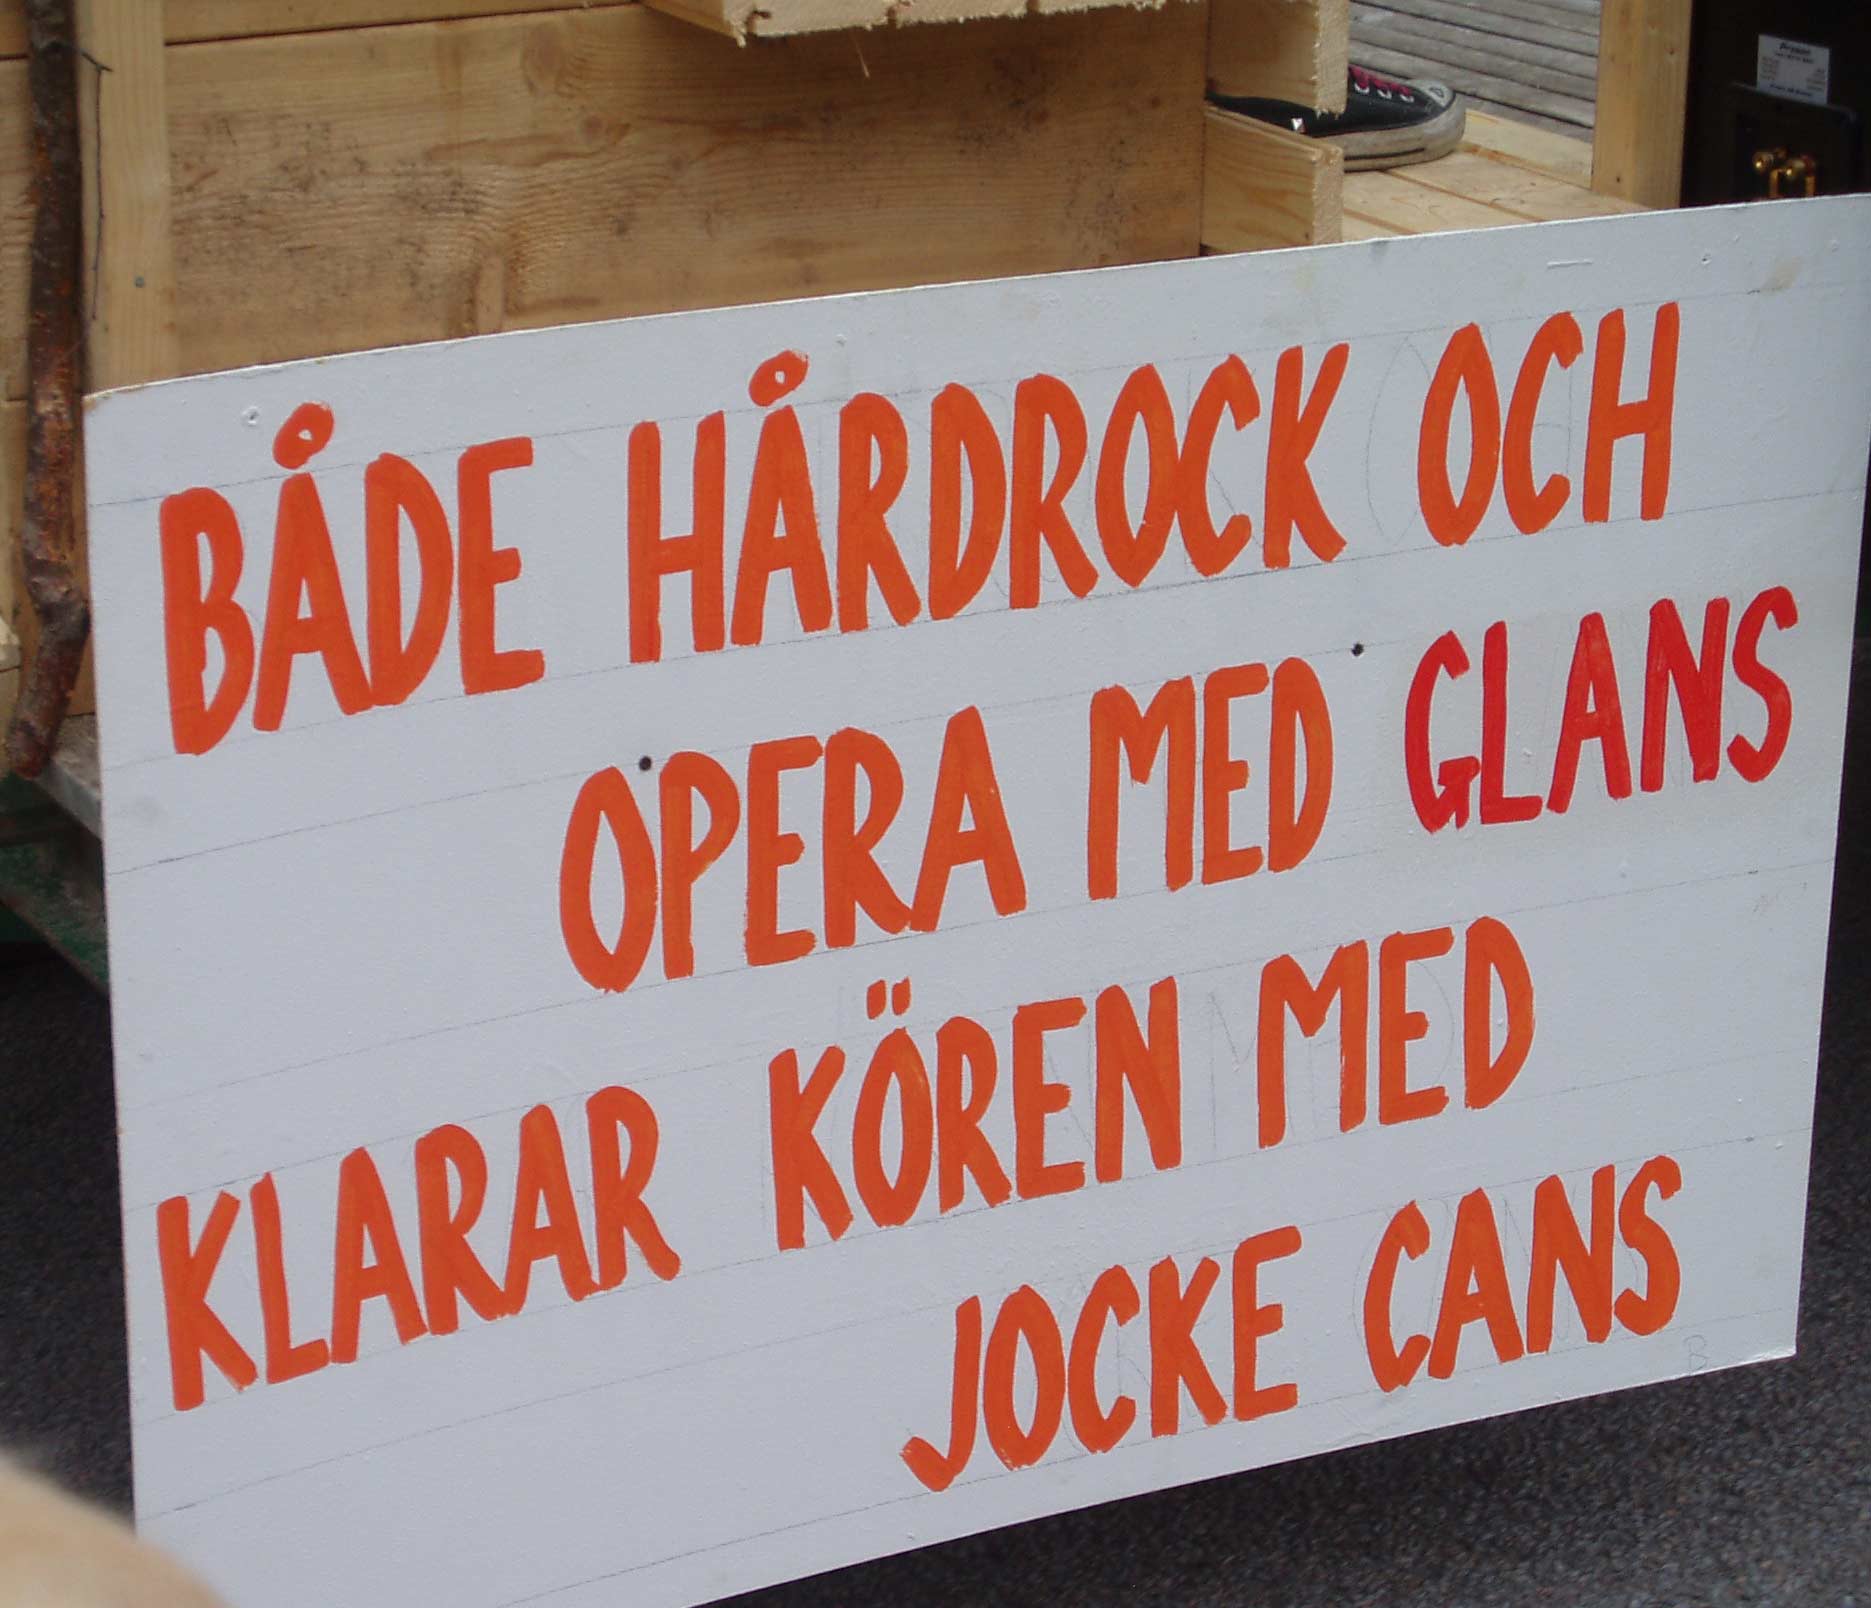 BÅDE HÅRDROCK OCH
OPERA MED GLANS
KLARAR KÖREN MED
JOCKE CANS
B